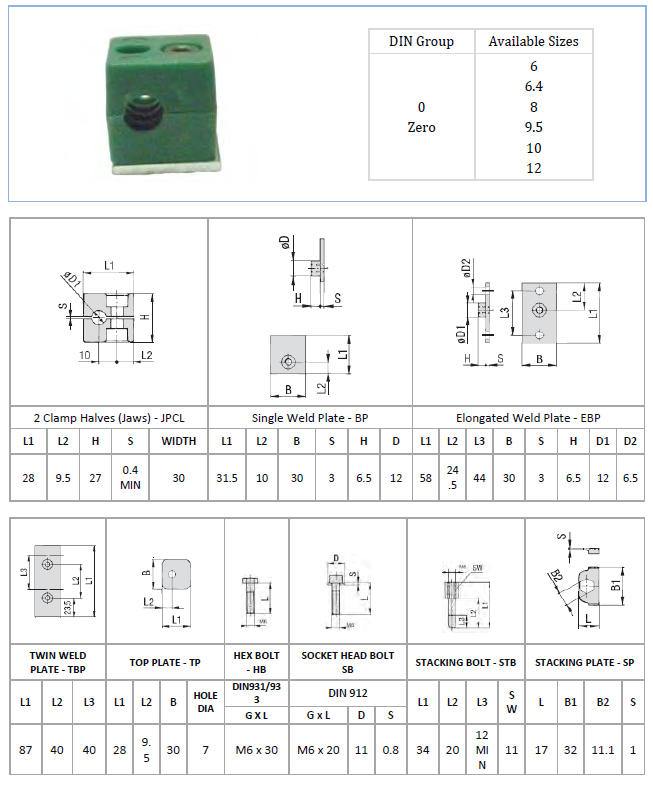 DIN Group Available Sizes
6
6.4
0 8
Zero 9.5
10
12
L1
øD1
S
H
10 L2
øD
H S
L1
B L2
øD2
L3
øD1
H S
L2
L1
B
2 Clamp Halves (Jaws) - JPCL Single Weld Plate - BP Elongated Weld Plate - EBP
L1 L2 H S WIDTH L1 L2 B S H D L1 L2 L3 B S H D1 D2
28 9.5 27 0.4 MIN 30 31.5 10 30 3 6.5 12 58 24.5 44 30 3 6.5 12 6.5
L3
L2
L1
23,5
B
L2
L1
L
M6
D
S
L
M6
SW
L1
L2
L3
S
B2
B1
L
TWIN WELD PLATE - TBP TOP PLATE - TP HEX BOLT - HB SOCKET HEAD BOLT SB STACKING BOLT - STB STACKING PLATE - SP
L1 L2 L3 L1 L2 B HOLE DIA DIN931/933 DIN 912 L1 L2 L3 SW L B1 B2 S
G X L G x L D S
87 40 40 28 9.5 30 7 M6 x 30 M6 x 20 11 0.8 34 20 12 MIN 11 17 32 11.1 1